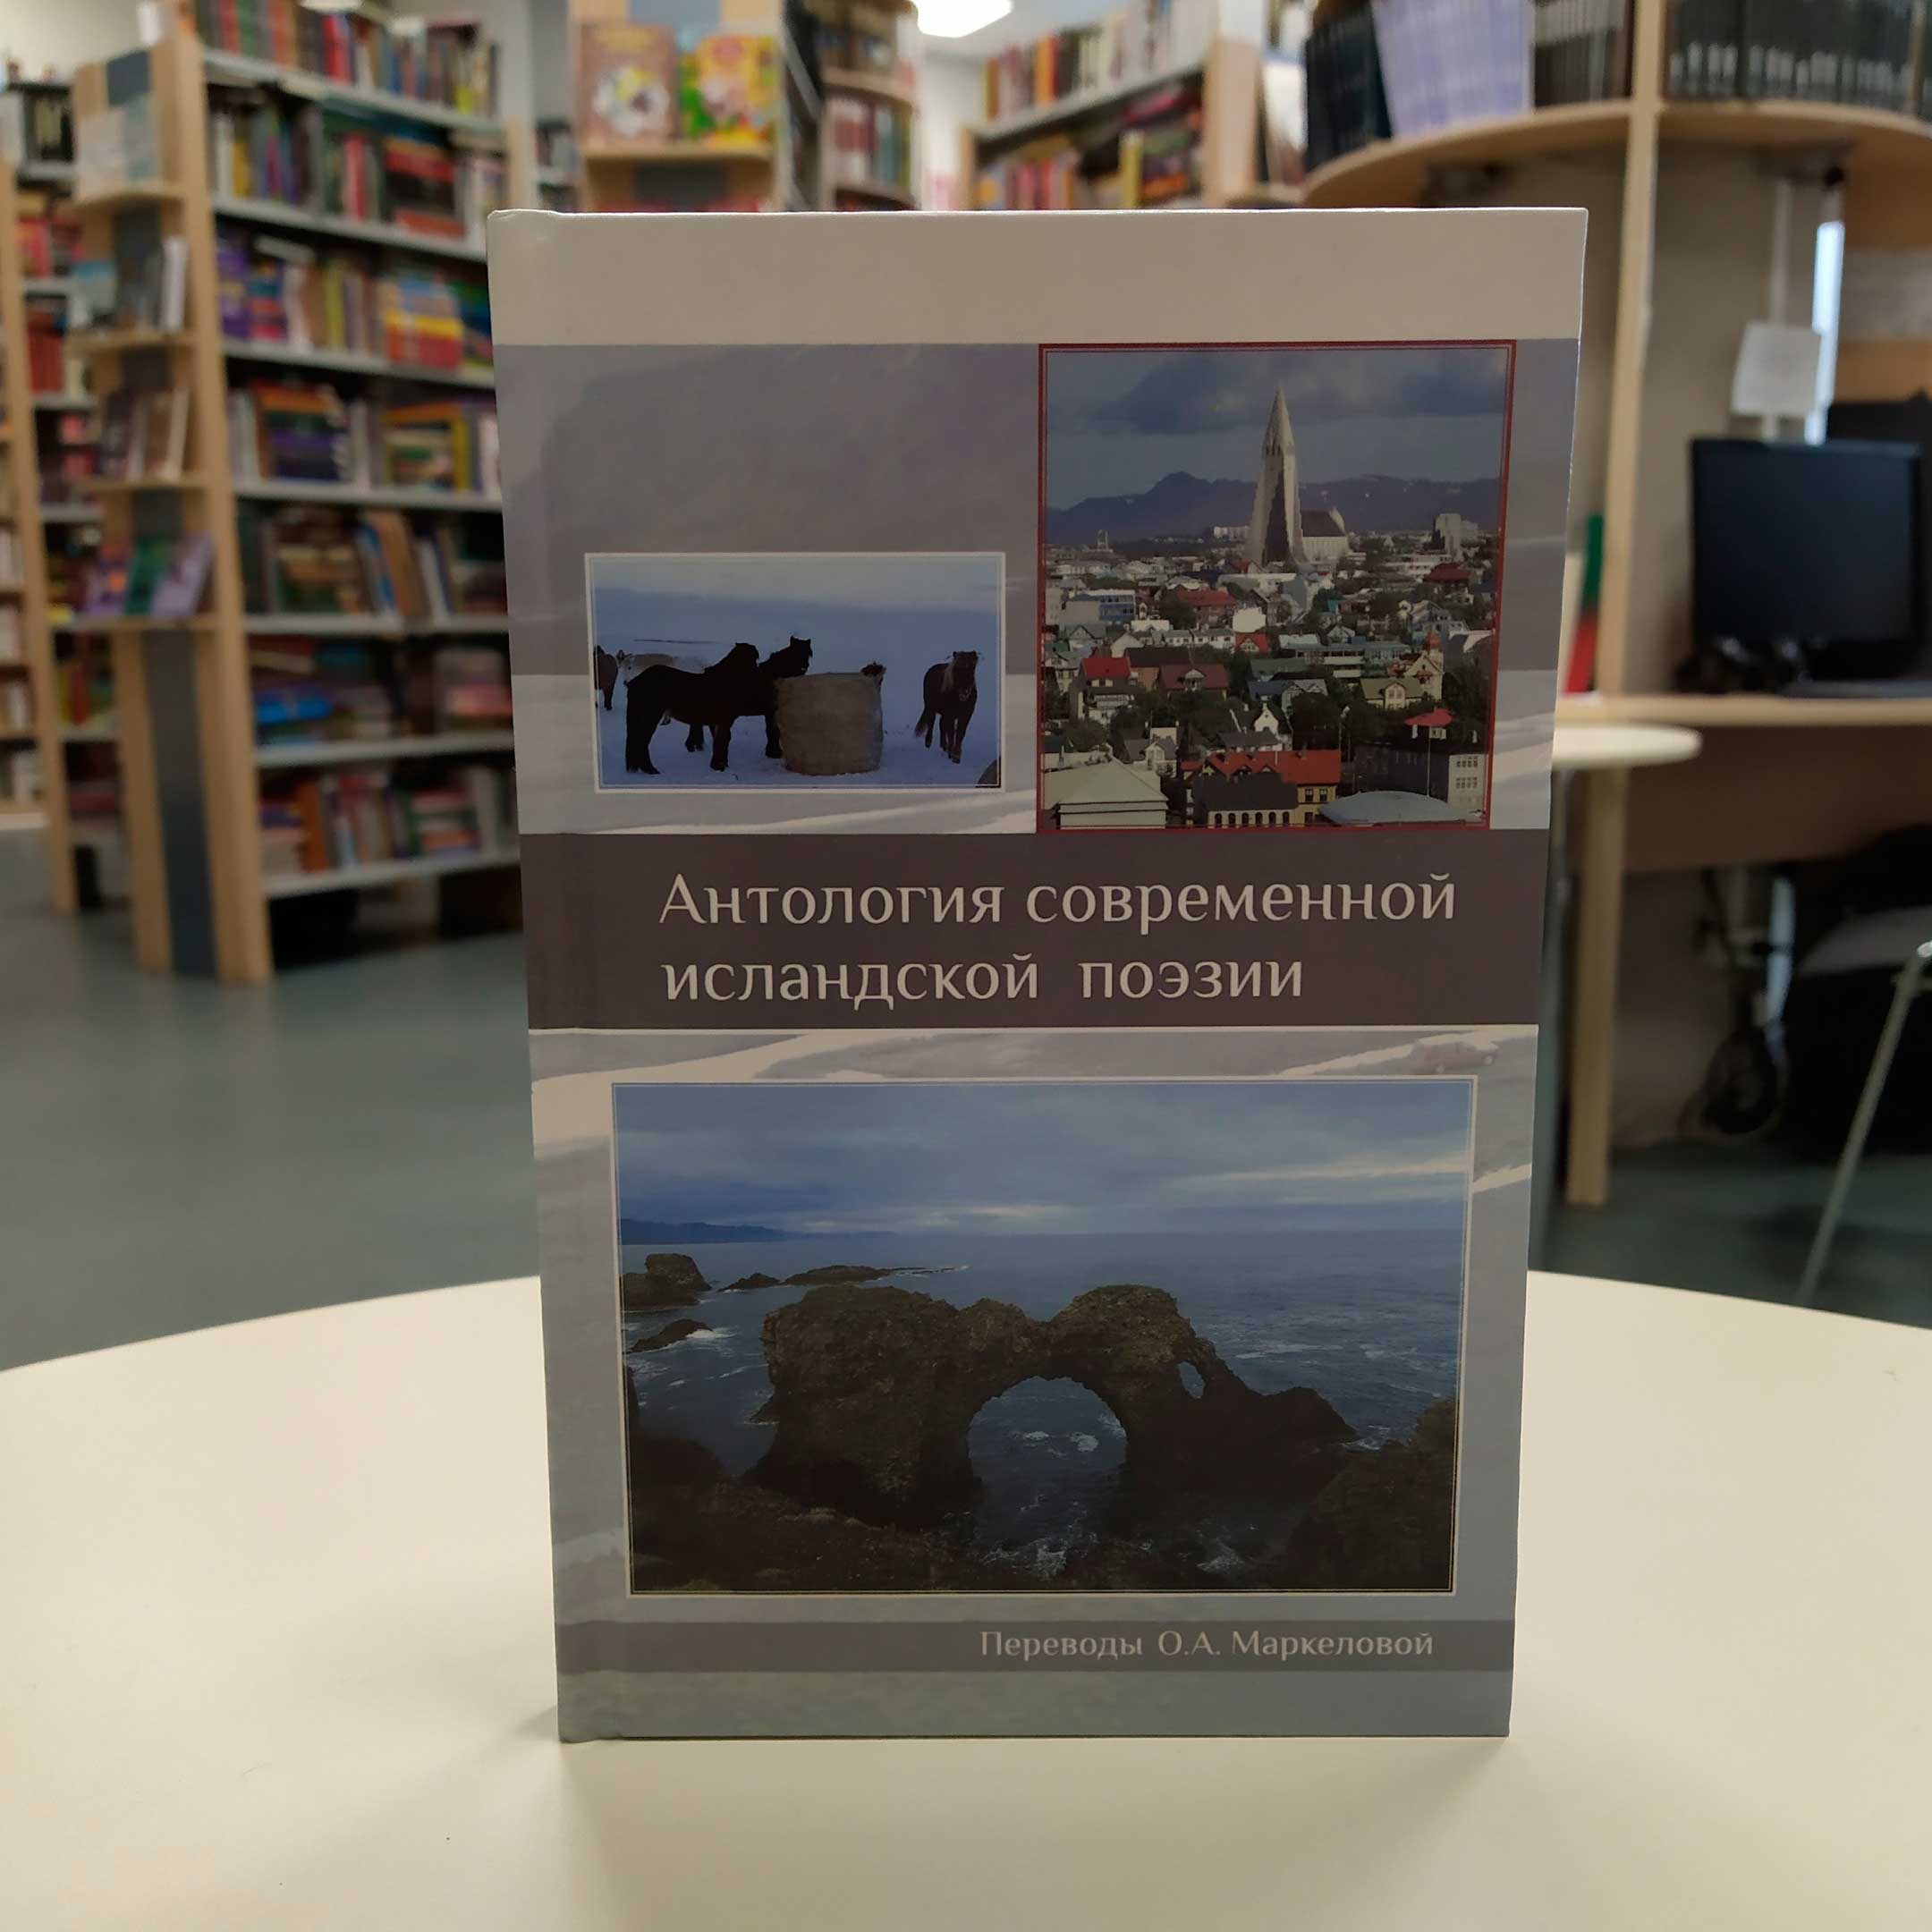 Антология современной
исландской поэзии
Переводы О.А. Маркеловой